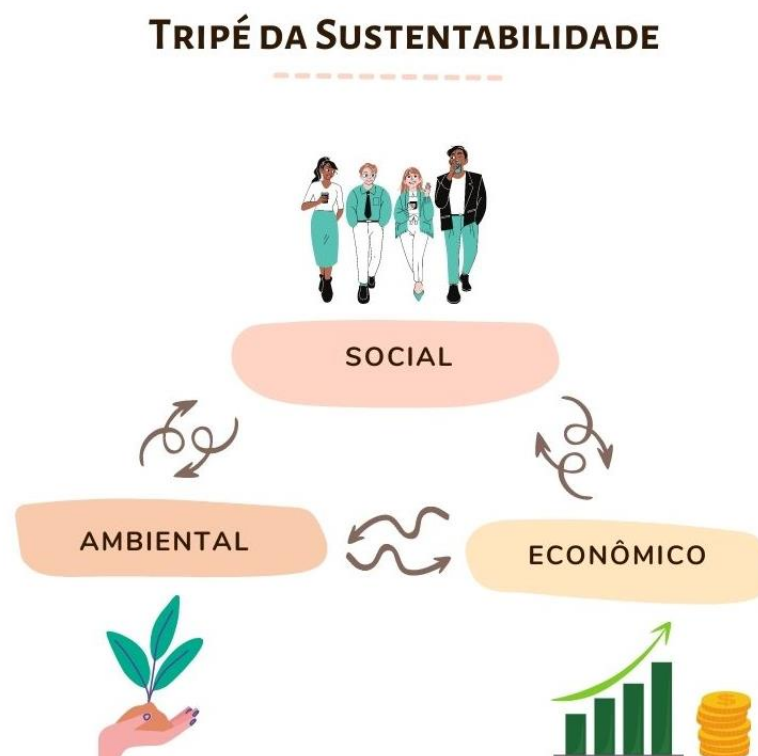 TRIPÉ DA SUSTENTABILIDADE
SOCIAL
AMBIENTAL
ECONÔMICO
$